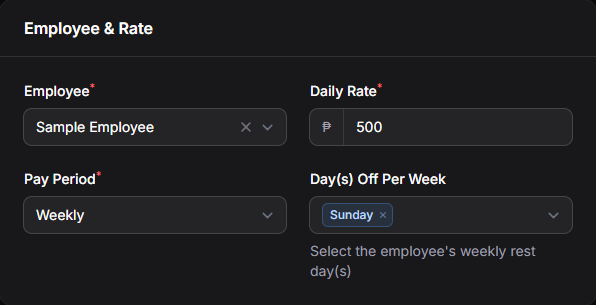 Employee & Rate
Employee*
Daily Rate*
Sample Employee
₱ 500
Pay Period*
Day(s) Off Per Week
Weekly
Sunday ×
Select the employee's weekly rest
day(s)